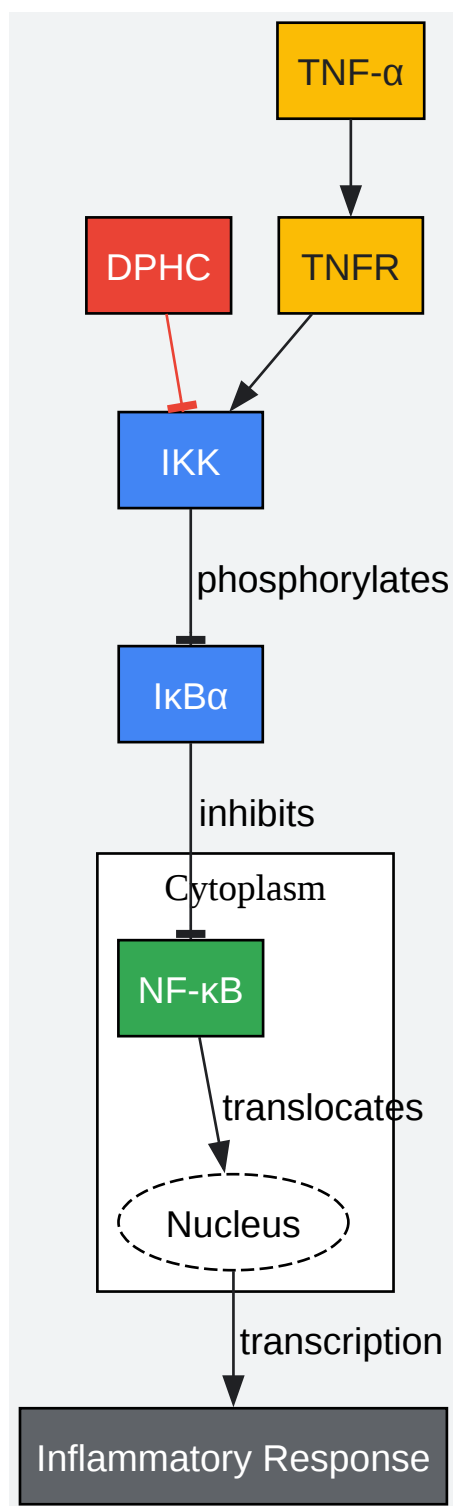 TNF-α
DPHC
TNFR
IKK
phosphorylates
IκBα
inhibits
Cytoplasm
NF-κB
translocates
Nucleus
transcription
Inflammatory Response